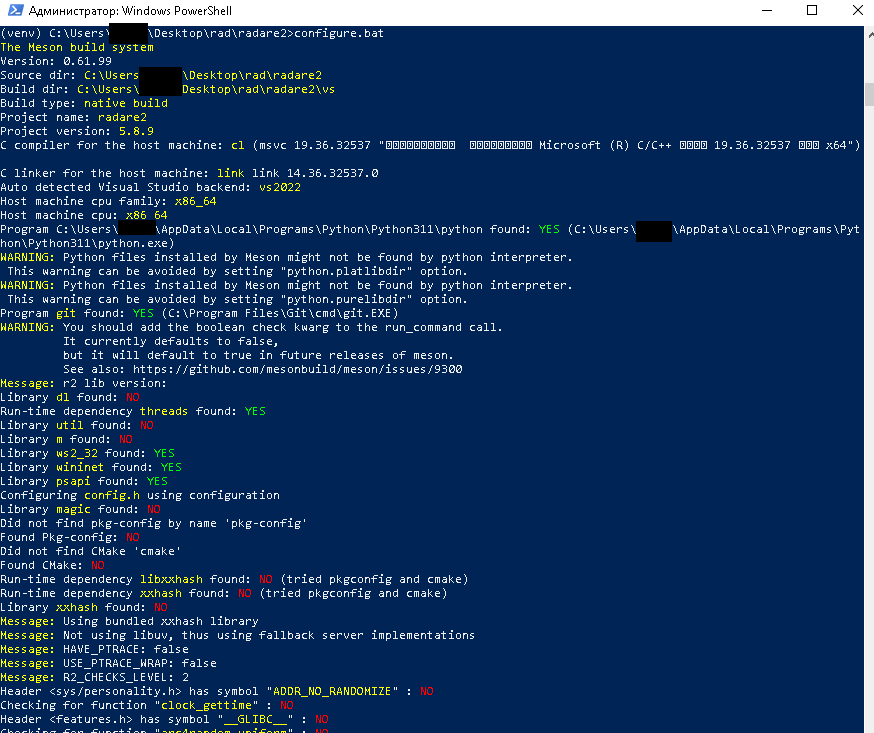 Администратор: Windows PowerShell
(venv) C:\Users\ \Desktop\rad\radare2>configure.bat
The Meson build system
Version: 0.61.99
Source dir: C:\Users \Desktop\rad\radare2
Build dir: C:\Users\ Desktop\rad\radare2\vs
Build type: native build
Project name: radare2
Project version: 5.8.9
C compiler for the host machine: cl (msvc 19.36.32537 " Microsoft (R) C/C++ 19.36.32537 x64")
C linker for the host machine: link link 14.36.32537.0
Auto detected Visual Studio backend: vs2022
Host machine cpu family: x86_64
Host machine cpu: x86_64
Program C:\Users\ \AppData\Local\Programs\Python\Python311\python found: YES (C:\Users\ \AppData\Local\Programs\Pyt
hon\Python311\python.exe)
WARNING: Python files installed by Meson might not be found by python interpreter.
This warning can be avoided by setting "python.platlibdir" option.
WARNING: Python files installed by Meson might not be found by python interpreter.
This warning can be avoided by setting "python.purelibdir" option.
Program git found: YES (C:\Program Files\Git\cmd\git.EXE)
WARNING: You should add the boolean check kwarg to the run_command call.
It currently defaults to false,
but it will default to true in future releases of meson.
See also: https://github.com/mesonbuild/meson/issues/9300
Message: r2 lib version:
Library dl found: NO
Run-time dependency threads found: YES
Library util found: NO
Library m found: NO
Library ws2_32 found: YES
Library wininet found: YES
Library psapi found: YES
Configuring config.h using configuration
Library magic found: NO
Did not find pkg-config by name 'pkg-config'
Found Pkg-config: NO
Did not find CMake 'cmake'
Found CMake: NO
Run-time dependency libxxhash found: NO (tried pkgconfig and cmake)
Run-time dependency xxhash found: NO (tried pkgconfig and cmake)
Library xxhash found: NO
Message: Using bundled xxhash library
Message: Not using libuv, thus using fallback server implementations
Message: HAVE_PTRACE: false
Message: USE_PTRACE_WRAP: false
Message: R2_CHECKS_LEVEL: 2
Header <sys/personality.h> has symbol "ADDR_NO_RANDOMIZE" : NO
Checking for function "clock_gettime" : NO
Header <features.h> has symbol "__GLIBC__" : NO
Checking for function "arc4random_uniform" : NO